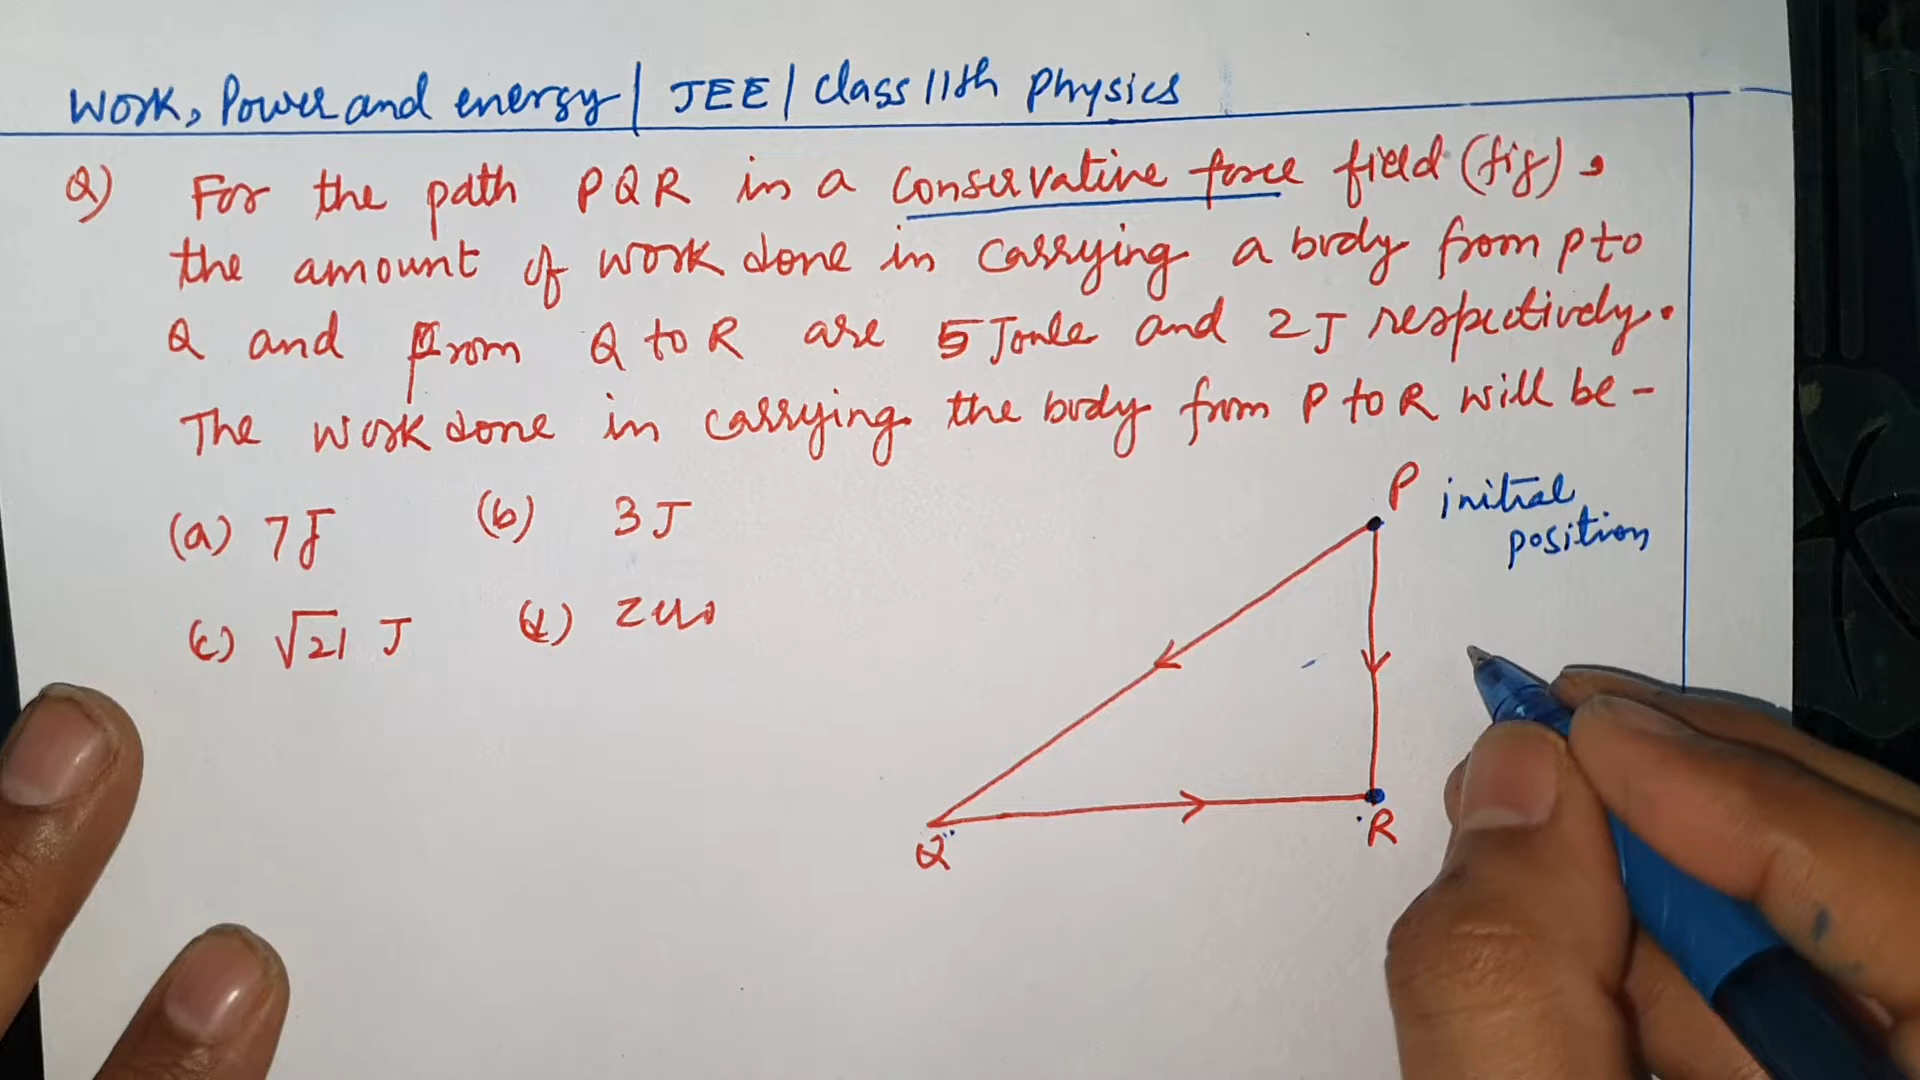 Work, Power and energy | JEE | Class 11th Physics
Q) For the path PQR in a conservative force field (fig),
the amount of work done in carrying a body from P to
Q and from Q to R are 5 Joule and 2J respectively.
The work done in carrying the body from P to R will be -
(a) 7J (b) 3J
(c) √21 J (d) Zero
P initial
position
Q
R